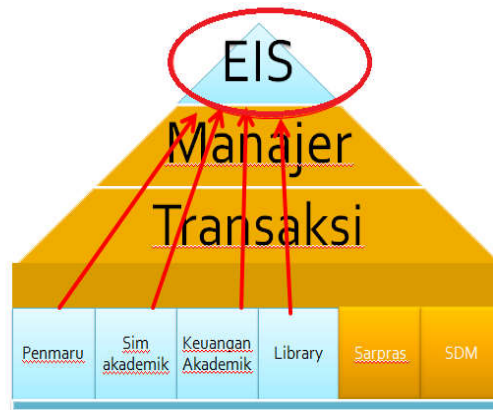 EIS
Manajer
Transaksi
Penmaru
Sim
akademik
Keuangan
Akademik
Library
Sarpras
SDM